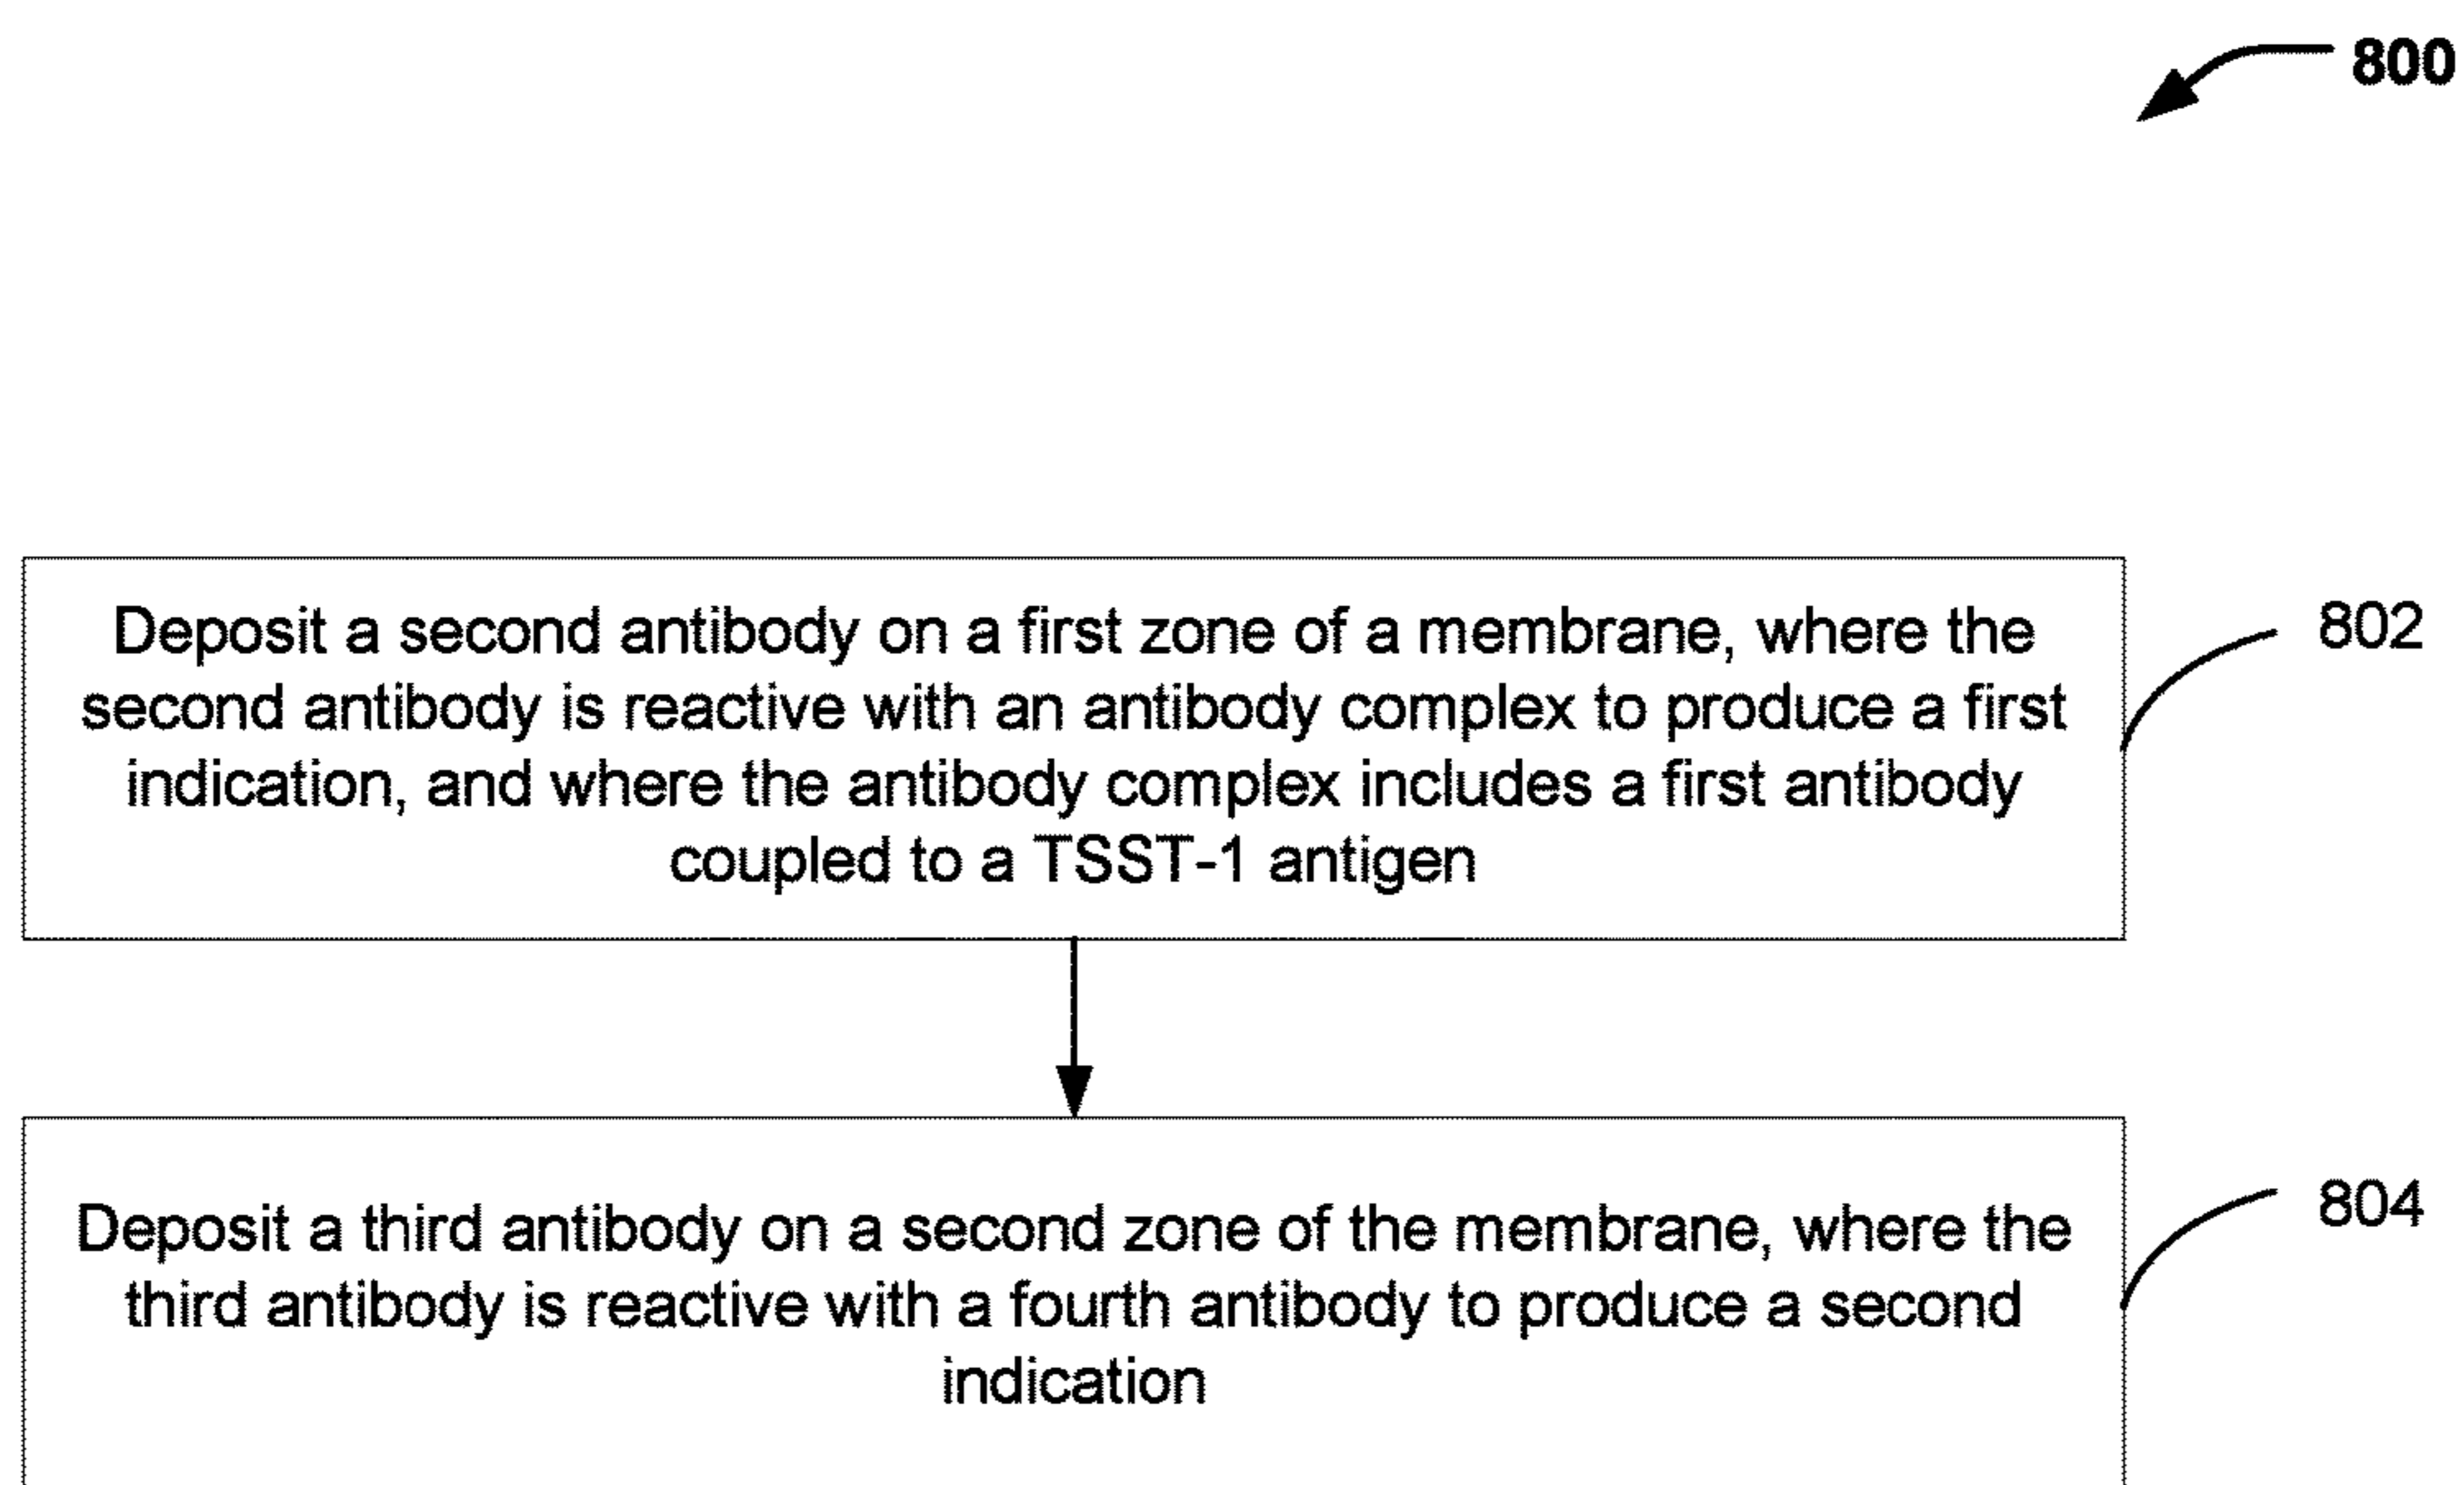 800
Deposit a second antibody on a first zone of a membrane, where the
second antibody is reactive with an antibody complex to produce a first
indication, and where the antibody complex includes a first antibody
coupled to a TSST-1 antigen
802
Deposit a third antibody on a second zone of the membrane, where the
third antibody is reactive with a fourth antibody to produce a second
indication
804